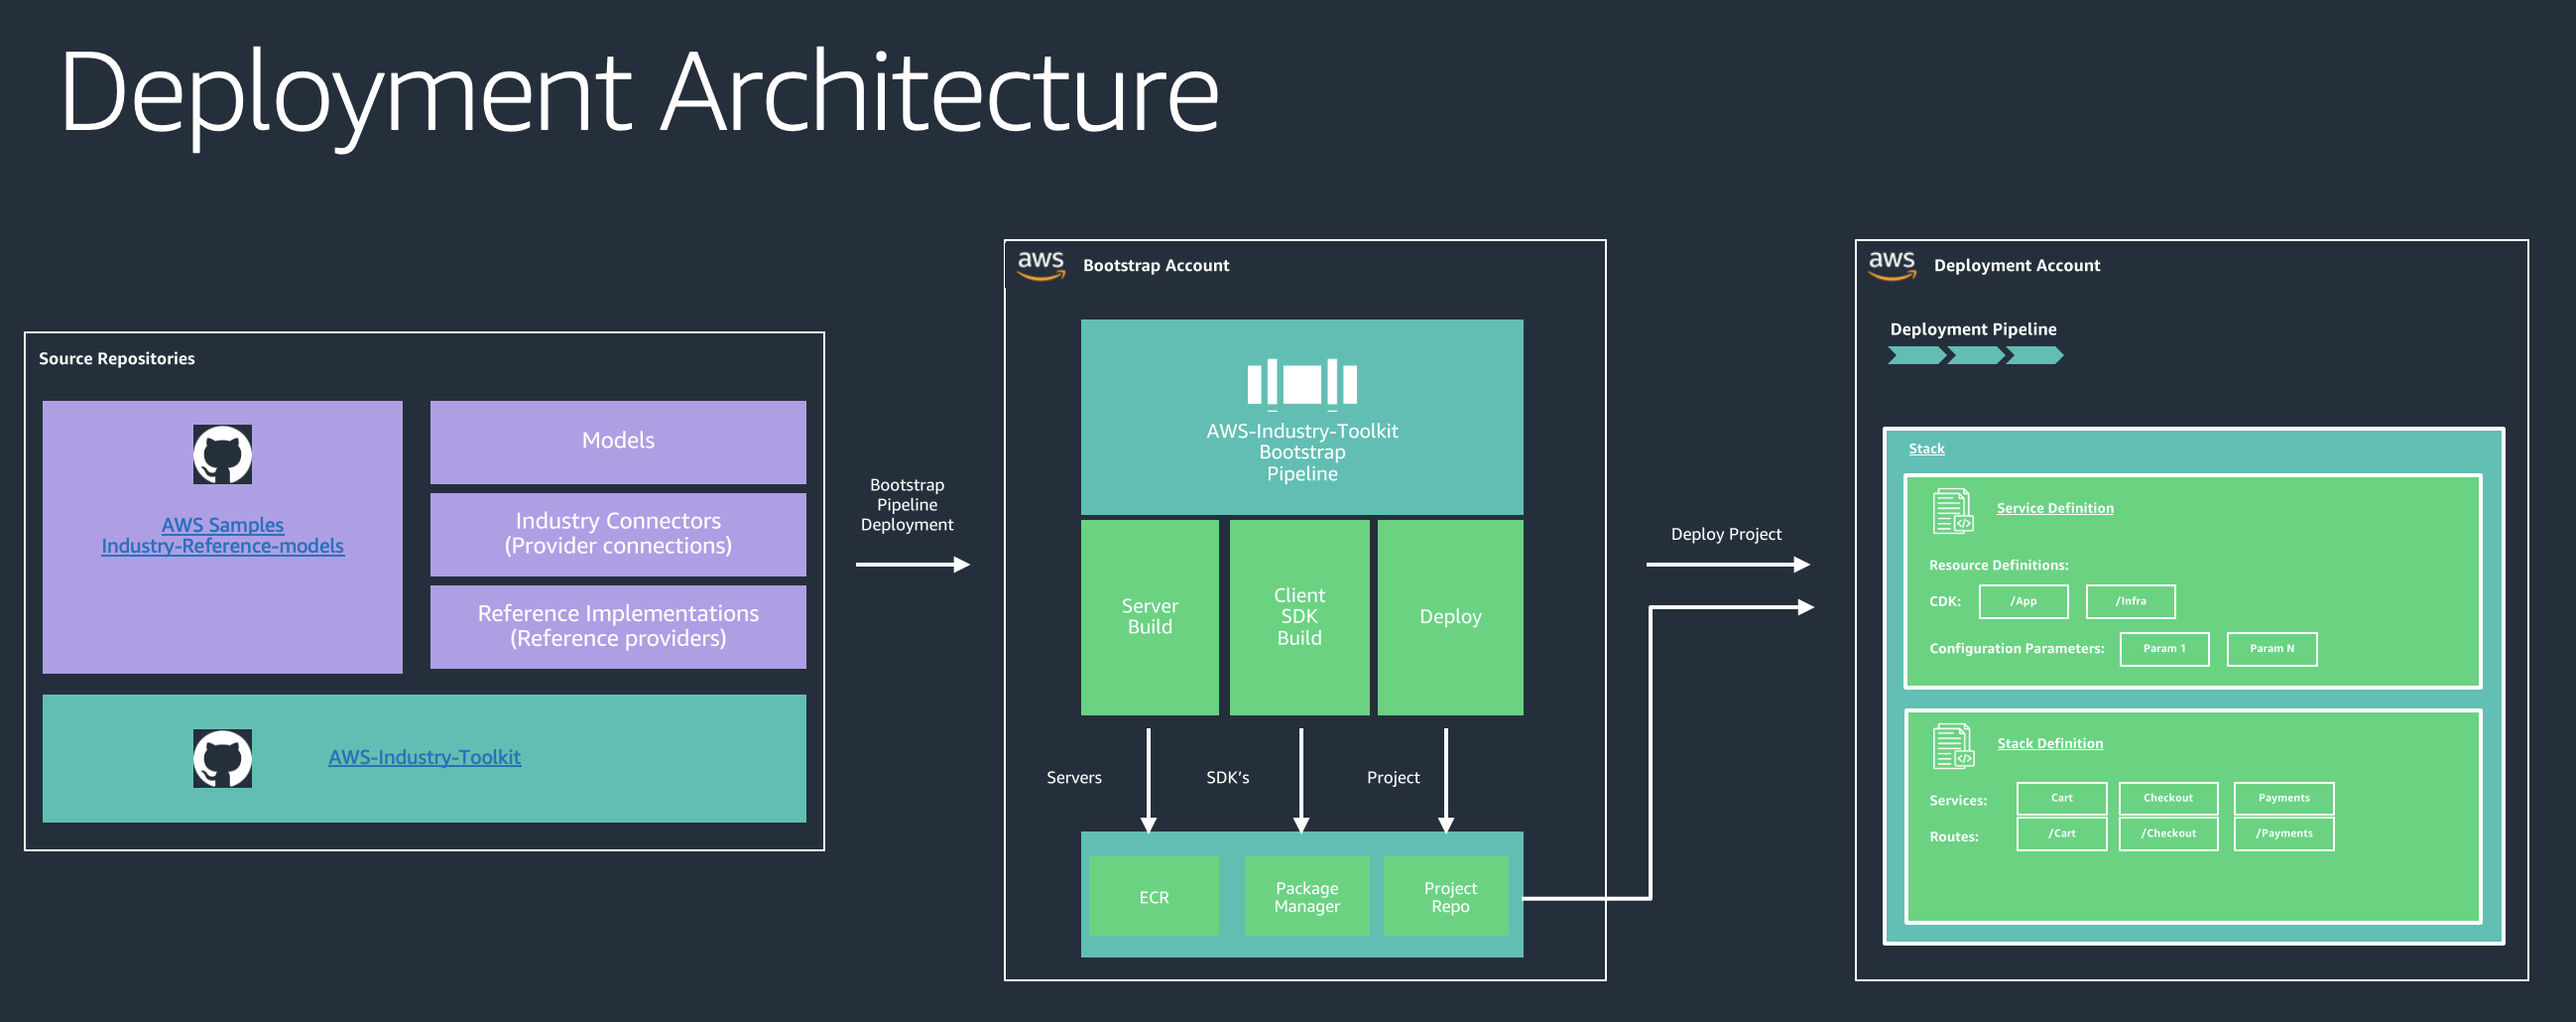 Deployment Architecture
Source Repositories
AWS Samples
Industry-Reference-models
Models
Industry Connectors
(Provider connections)
Reference Implementations
(Reference providers)
AWS-Industry-Toolkit
Bootstrap
Pipeline
Deployment
aws
Bootstrap Account
AWS-Industry-Toolkit
Bootstrap
Pipeline
Server
Build
Client
SDK
Build
Deploy
Servers
SDK's
Project
ECR
Package
Manager
Project
Repo
Deploy Project
aws
Deployment Account
Deployment Pipeline
Stack
Service Definition
Resource Definitions:
CDK: /App /Infra
Configuration Parameters: Param 1 Param N
Stack Definition
Services: Cart Checkout Payments
Routes: /Cart /Checkout /Payments